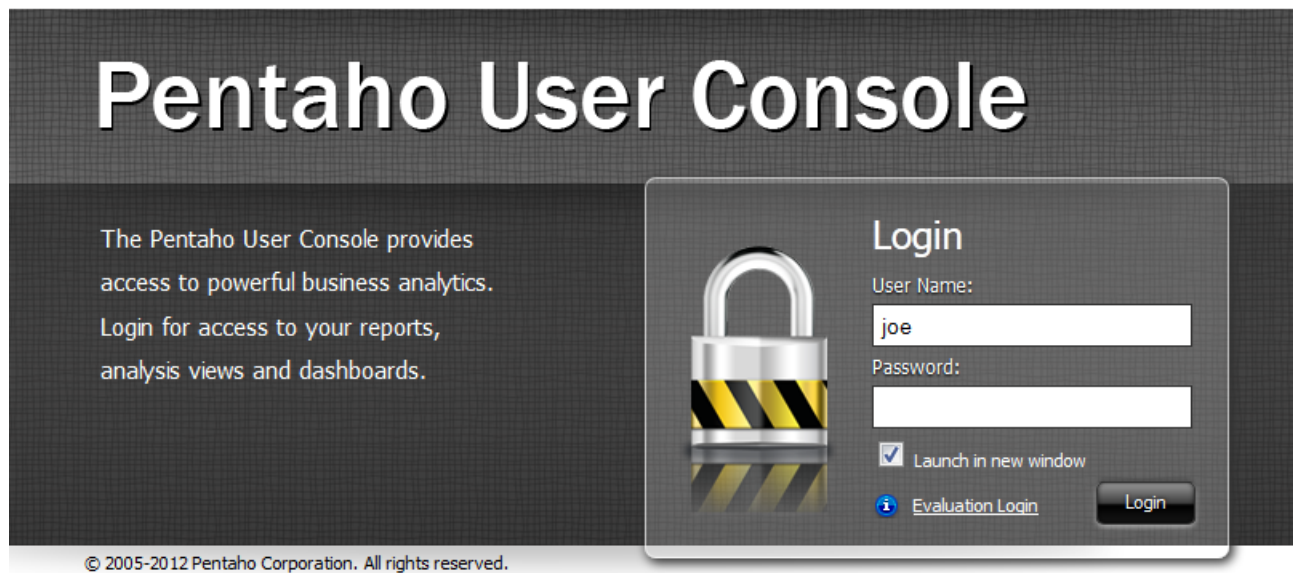 Pentaho User Console
The Pentaho User Console provides
access to powerful business analytics.
Login for access to your reports,
analysis views and dashboards.
Login
User Name:
joe
Password:
Launch in new window
Evaluation Login
Login
© 2005-2012 Pentaho Corporation. All rights reserved.